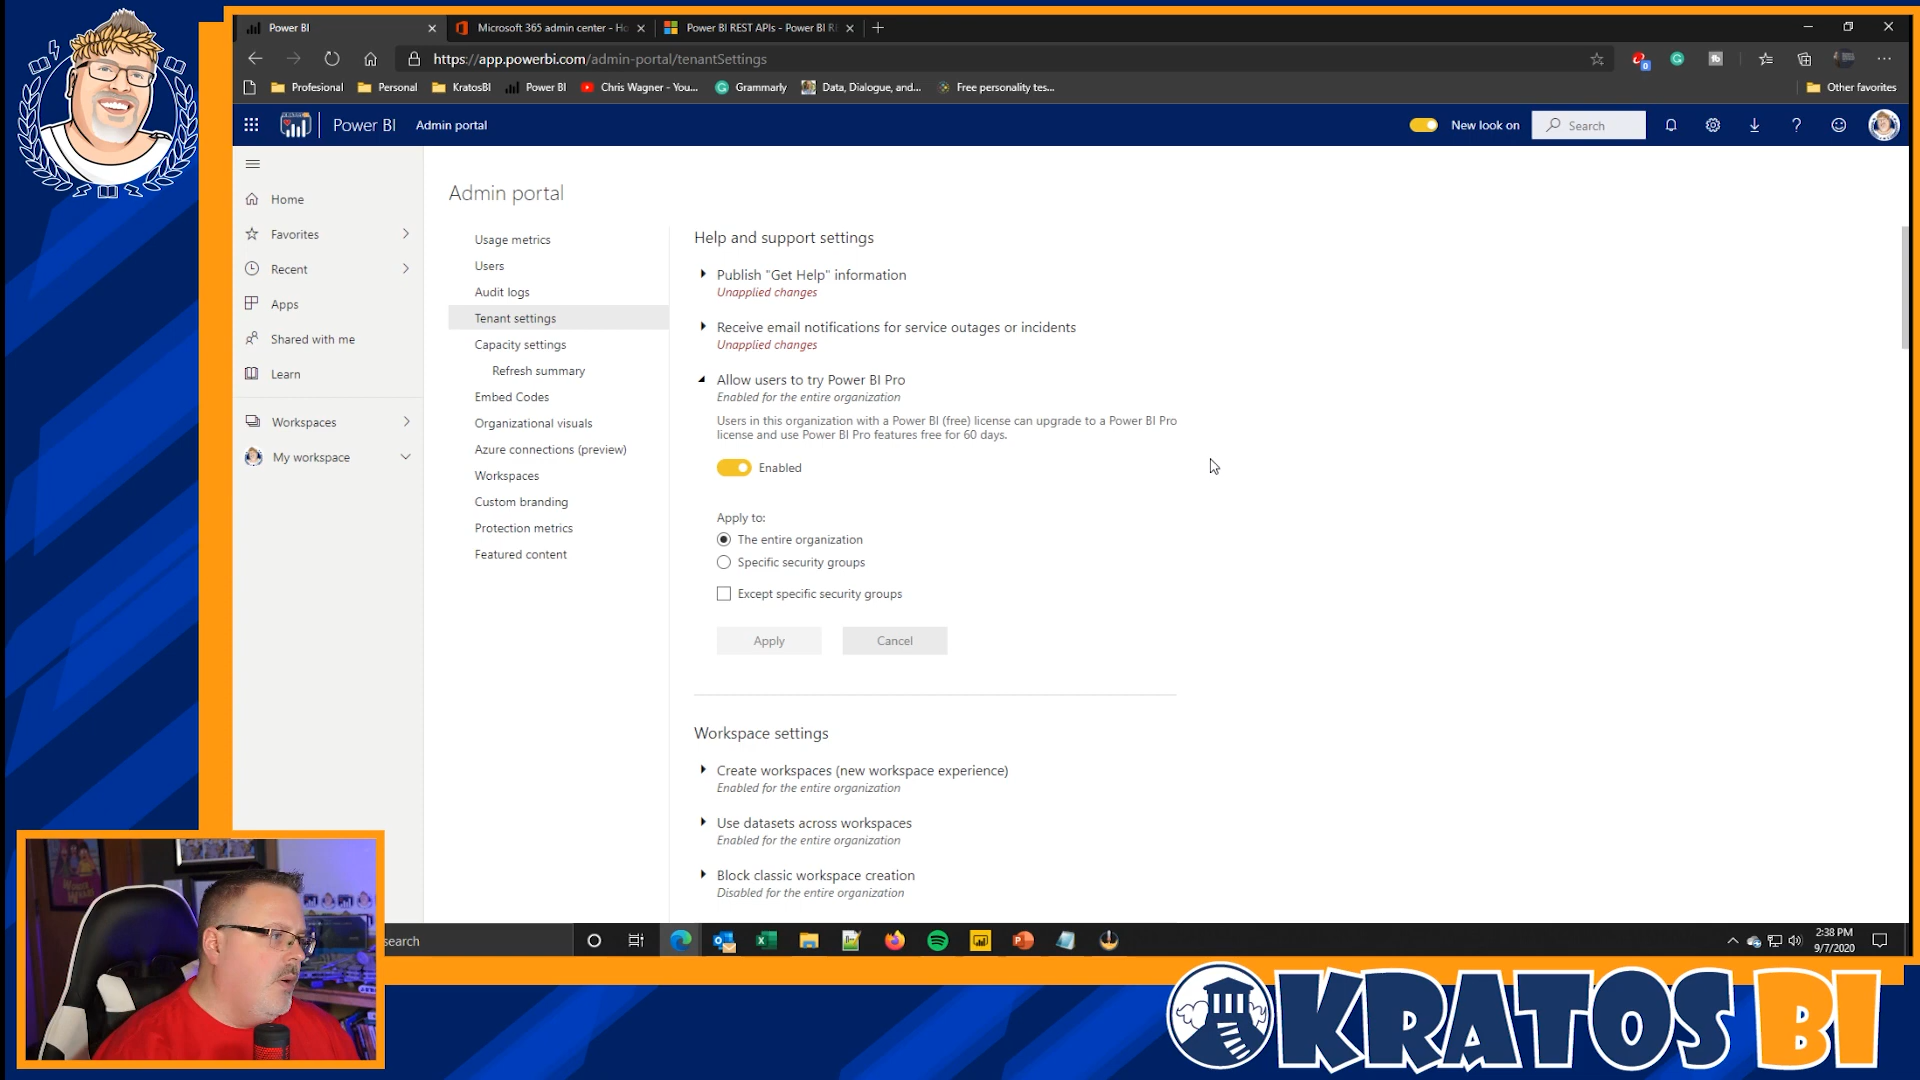 Power BI
Microsoft 365 admin center - Ho
Power BI REST APIs - Power BI R
https://app.powerbi.com/admin-portal/tenantSettings
Profesional
Personal
KratosBI
Power BI
Chris Wagner - You...
Grammarly
Data, Dialogue, and...
Free personality tes...
Other favorites
Power BI
Admin portal
New look on
Search
Home
Favorites
Recent
Apps
Shared with me
Learn
Workspaces
My workspace
Admin portal
Usage metrics
Users
Audit logs
Tenant settings
Capacity settings
Refresh summary
Embed Codes
Organizational visuals
Azure connections (preview)
Workspaces
Custom branding
Protection metrics
Featured content
Help and support settings
Publish "Get Help" information
Unapplied changes
Receive email notifications for service outages or incidents
Unapplied changes
Allow users to try Power BI Pro
Enabled for the entire organization
Users in this organization with a Power BI (free) license can upgrade to a Power BI Pro
license and use Power BI Pro features free for 60 days.
Enabled
Apply to:
The entire organization
Specific security groups
Except specific security groups
Apply
Cancel
Workspace settings
Create workspaces (new workspace experience)
Enabled for the entire organization
Use datasets across workspaces
Enabled for the entire organization
Block classic workspace creation
Disabled for the entire organization
search
2:38 PM
9/7/2020
KRATOS BI